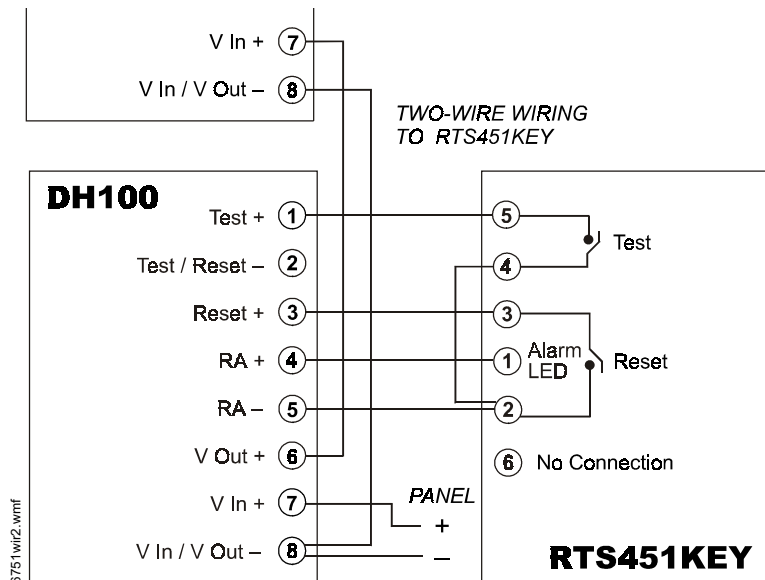 V In + 7
V In / V Out – 8
TWO-WIRE WIRING
TO RTS451KEY
DH100
Test + 1
Test / Reset – 2
Reset + 3
RA + 4
RA – 5
V Out + 6
V In + 7
V In / V Out – 8
PANEL
+
–
5
4
Test
3
1 Alarm
LED
Reset
2
6 No Connection
RTS451KEY
6751wir2.wmf